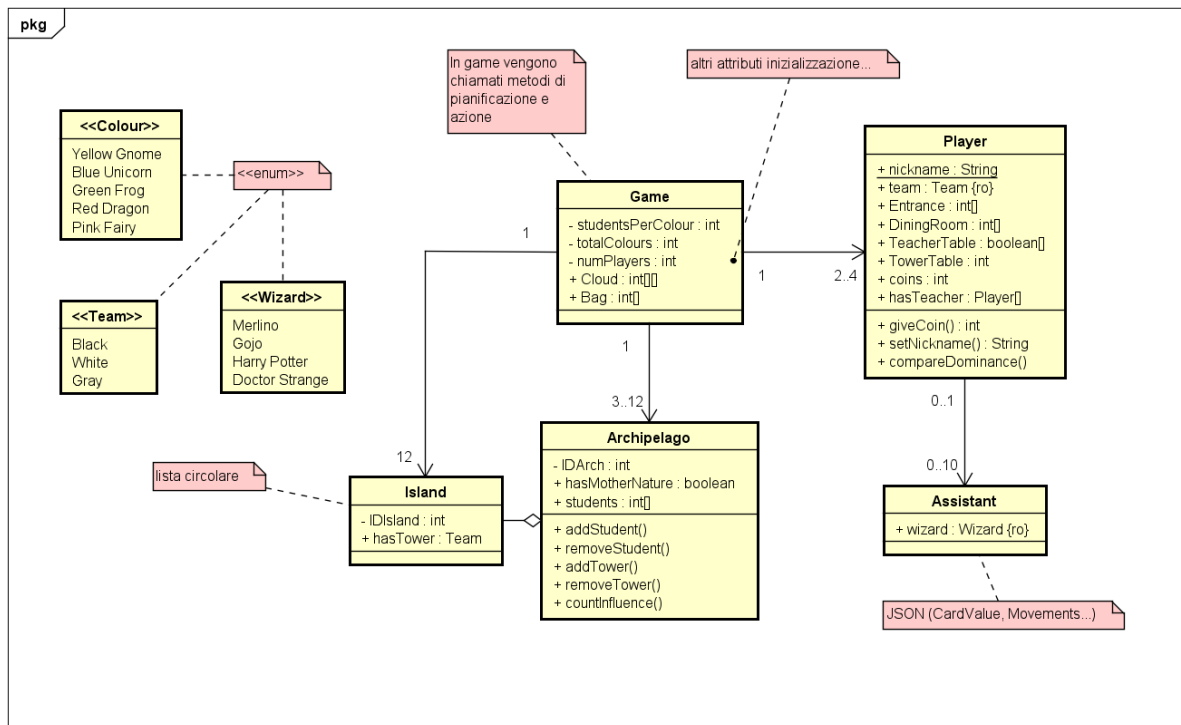 pkg
In game vengono
chiamati metodi di
pianificazione e
azione
altri attributi inizializzazione...
<<Colour>>
Yellow Gnome
Blue Unicorn
Green Frog
Red Dragon
Pink Fairy
<<enum>>
<<Team>>
Black
White
Gray
<<Wizard>>
Merlino
Gojo
Harry Potter
Doctor Strange
Game
- studentsPerColour : int
- totalColours : int
- numPlayers : int
+ Cloud : int[][]
+ Bag : int[]
Player
+ nickname : String
+ team : Team {ro}
+ Entrance : int[]
+ DiningRoom : int[]
+ TeacherTable : boolean[]
+ TowerTable : int
+ coins : int
+ hasTeacher : Player[]
+ giveCoin() : int
+ setNickname() : String
+ compareDominance()
1
1
2..4
1
3..12
12
0..1
0..10
lista circolare
Island
- IDIsland : int
+ hasTower : Team
Archipelago
- IDArch : int
+ hasMotherNature : boolean
+ students : int[]
+ addStudent()
+ removeStudent()
+ addTower()
+ removeTower()
+ countInfluence()
Assistant
+ wizard : Wizard {ro}
JSON (CardValue, Movements...)